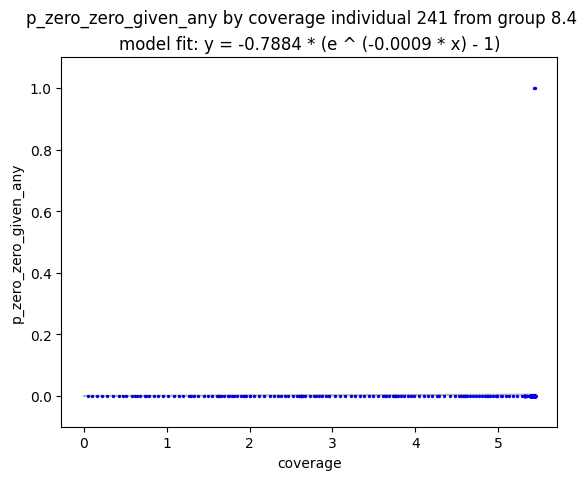 p_zero_zero_given_any by coverage individual 241 from group 8.4
model fit: y = -0.7884 * (e ^ (-0.0009 * x) - 1)
1.0
0.8
0.6
0.4
0.2
0.0
p_zero_zero_given_any
0 1 2 3 4 5
coverage